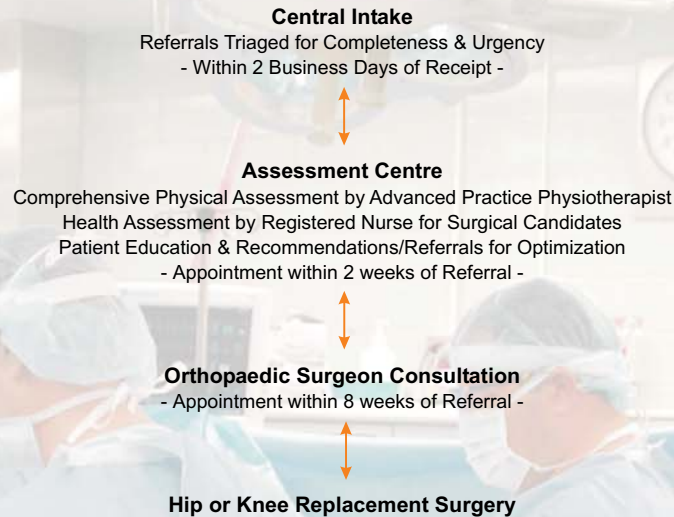 Central Intake
Referrals Triaged for Completeness & Urgency
- Within 2 Business Days of Receipt -
Assessment Centre
Comprehensive Physical Assessment by Advanced Practice Physiotherapist
Health Assessment by Registered Nurse for Surgical Candidates
Patient Education & Recommendations/Referrals for Optimization
- Appointment within 2 weeks of Referral -
Orthopaedic Surgeon Consultation
- Appointment within 8 weeks of Referral -
Hip or Knee Replacement Surgery